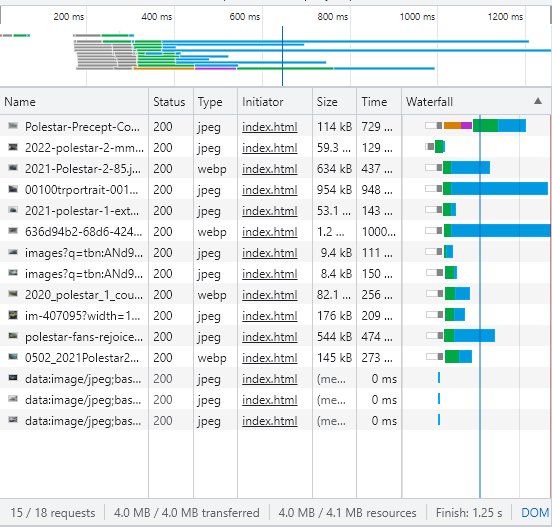 200 ms 400 ms 600 ms 800 ms 1000 ms 1200 ms
Name Status Type Initiator Size Time Waterfall
Polestar-Precept-Co... 200 jpeg index.html 114 kB 729 ...
2022-polestar-2-mm... 200 jpeg index.html 59.3 ... 129 ...
2021-Polestar-2-85.j... 200 webp index.html 634 kB 437 ...
00100trportrait-001... 200 jpeg index.html 954 kB 948 ...
2021-polestar-1-ext... 200 jpeg index.html 53.1 ... 143 ...
636d94b2-68d6-424... 200 webp index.html 1.2 ... 1000...
images?q=tbn:ANd9... 200 jpeg index.html 9.4 kB 111 ...
images?q=tbn:ANd9... 200 jpeg index.html 8.4 kB 150 ...
2020_polestar_1_cou... 200 webp index.html 82.1 ... 256 ...
im-407095?width=1... 200 jpeg index.html 176 kB 209 ...
polestar-fans-rejoice... 200 jpeg index.html 544 kB 474 ...
0502_2021Polestar2... 200 webp index.html 145 kB 273 ...
data:image/jpeg;bas... 200 jpeg index.html (me... 0 ms
data:image/jpeg;bas... 200 jpeg index.html (me... 0 ms
data:image/jpeg;bas... 200 jpeg index.html (me... 0 ms
15 / 18 requests 4.0 MB / 4.0 MB transferred 4.0 MB / 4.1 MB resources Finish: 1.25 s DOM